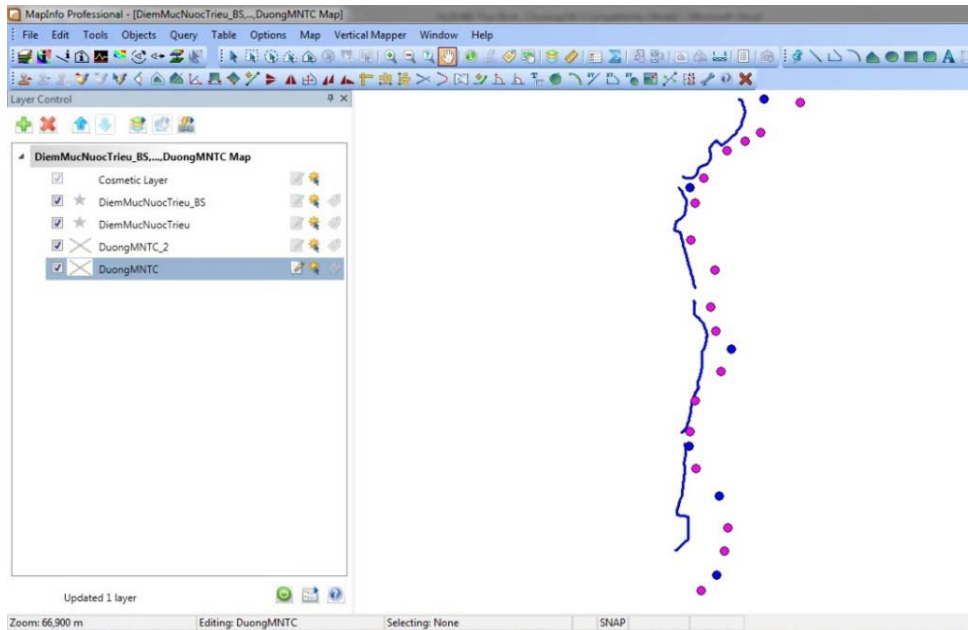 MapInfo Professional - [DiemMucNuocTrieu_BS,...,DuongMNTC Map]
File Edit Tools Objects Query Table Options Map Vertical Mapper Window Help
Layer Control
DiemMucNuocTrieu_BS,...,DuongMNTC Map
Cosmetic Layer
DiemMucNuocTrieu_BS
DiemMucNuocTrieu
DuongMNTC_2
DuongMNTC
Updated 1 layer
Zoom: 66,900 m Editing: DuongMNTC Selecting: None SNAP